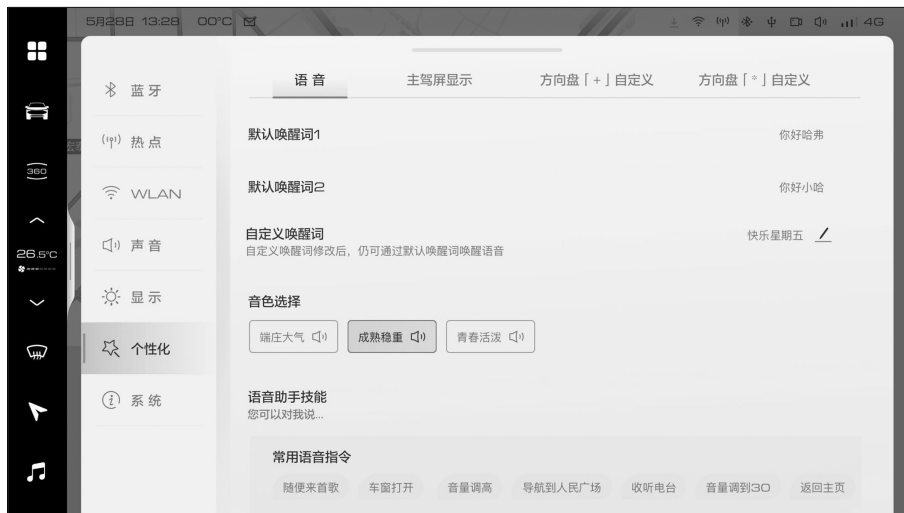 5月28日 13:28 00°C 4G
360
26.5°C
蓝牙
热点
WLAN
声音
显示
个性化
系统
语音 主驾屏显示 方向盘「+」自定义 方向盘「*」自定义
默认唤醒词1 你好哈弗
默认唤醒词2 你好小哈
自定义唤醒词 快乐星期五
自定义唤醒词修改后，仍可通过默认唤醒词唤醒语音
音色选择
端庄大气 成熟稳重 青春活泼
语音助手技能
您可以对我说...
常用语音指令
随便来首歌 车窗打开 音量调高 导航到人民广场 收听电台 音量调到30 返回主页